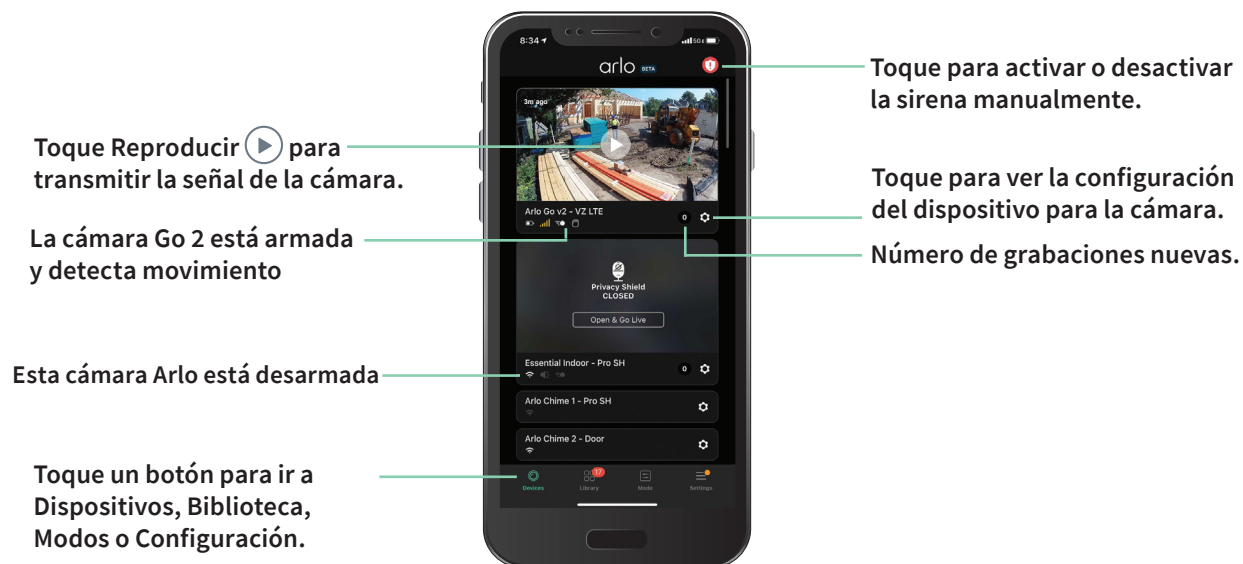 Toque Reproducir para
transmitir la señal de la cámara.
La cámara Go 2 está armada
y detecta movimiento
Esta cámara Arlo está desarmada
Toque un botón para ir a
Dispositivos, Biblioteca,
Modos o Configuración.
8:34
5G E
arlo BETA
3m ago
Arlo Go v2 - VZ LTE
0
Privacy Shield
CLOSED
Open & Go Live
Essential Indoor - Pro SH
0
Arlo Chime 1 - Pro SH
Arlo Chime 2 - Door
17
Devices Library Mode Settings
Toque para activar o desactivar
la sirena manualmente.
Toque para ver la configuración
del dispositivo para la cámara.
Número de grabaciones nuevas.